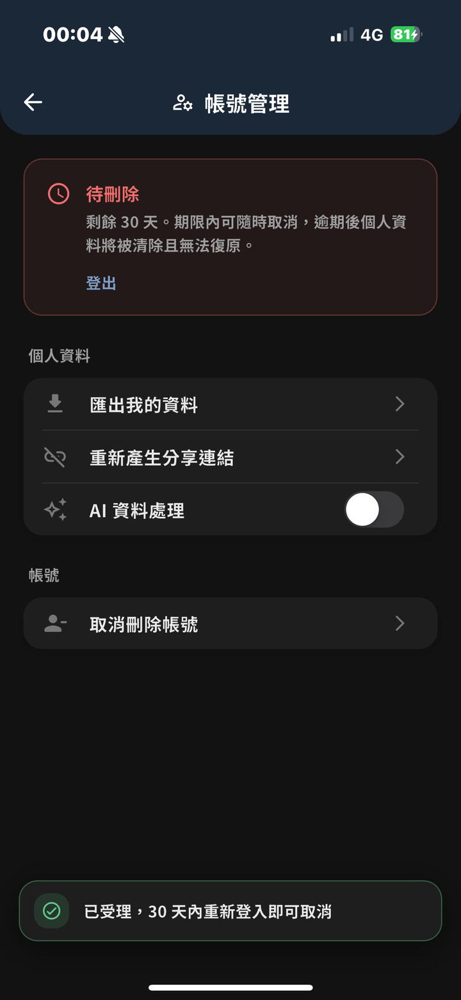 00:04
4G
81
帳號管理
待刪除
剩餘 30 天。期限內可隨時取消，逾期後個人資
料將被清除且無法復原。
登出
個人資料
匯出我的資料
重新產生分享連結
AI 資料處理
帳號
取消刪除帳號
已受理，30 天內重新登入即可取消